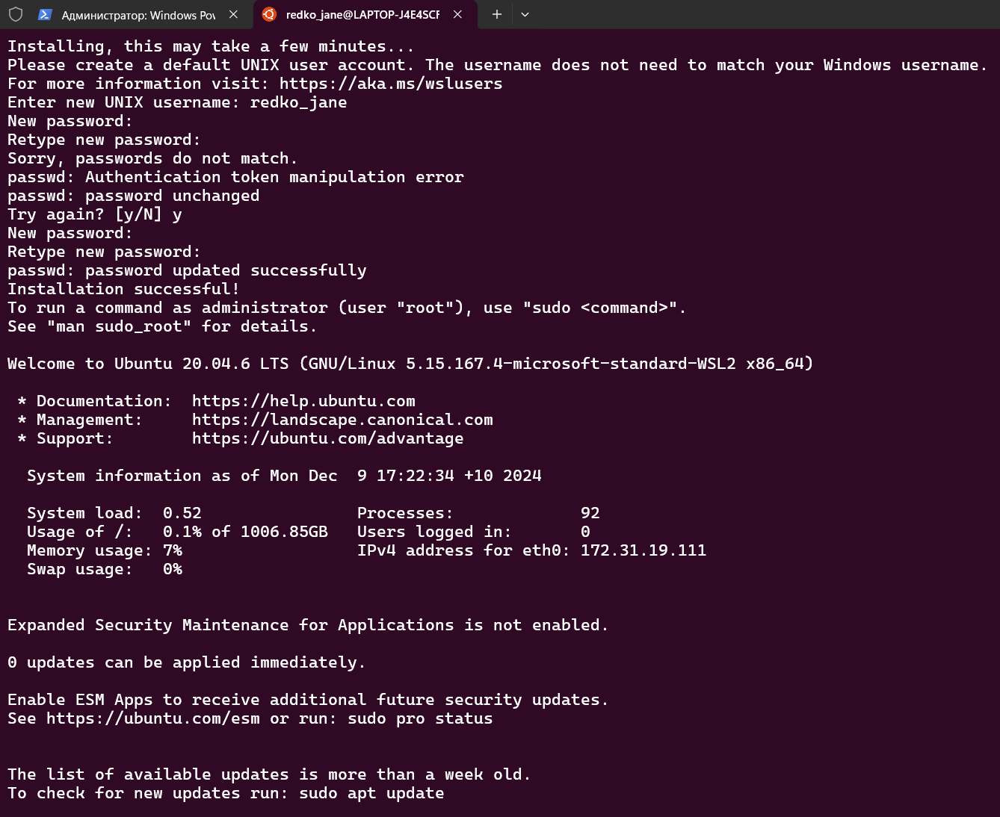 Администратор: Windows Pow
redko_jane@LAPTOP-J4E4SCF
Installing, this may take a few minutes...
Please create a default UNIX user account. The username does not need to match your Windows username.
For more information visit: https://aka.ms/wslusers
Enter new UNIX username: redko_jane
New password:
Retype new password:
Sorry, passwords do not match.
passwd: Authentication token manipulation error
passwd: password unchanged
Try again? [y/N] y
New password:
Retype new password:
passwd: password updated successfully
Installation successful!
To run a command as administrator (user "root"), use "sudo <command>".
See "man sudo_root" for details.
Welcome to Ubuntu 20.04.6 LTS (GNU/Linux 5.15.167.4-microsoft-standard-WSL2 x86_64)
* Documentation:  https://help.ubuntu.com
* Management:     https://landscape.canonical.com
* Support:        https://ubuntu.com/advantage
System information as of Mon Dec  9 17:22:34 +10 2024
System load:  0.52                Processes:             92
Usage of /:   0.1% of 1006.85GB   Users logged in:       0
Memory usage: 7%                  IPv4 address for eth0: 172.31.19.111
Swap usage:   0%
Expanded Security Maintenance for Applications is not enabled.
0 updates can be applied immediately.
Enable ESM Apps to receive additional future security updates.
See https://ubuntu.com/esm or run: sudo pro status
The list of available updates is more than a week old.
To check for new updates run: sudo apt update